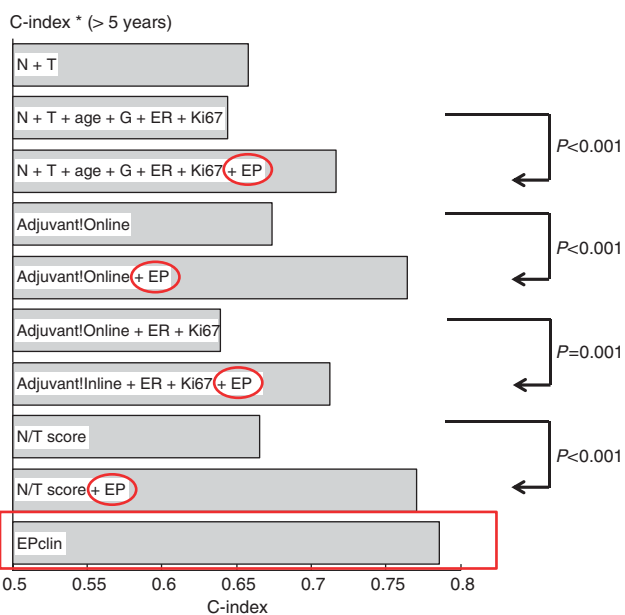 C-index * (> 5 years)
N + T
N + T + age + G + ER + Ki67
N + T + age + G + ER + Ki67 + EP
P<0.001
Adjuvant!Online
Adjuvant!Online + EP
P<0.001
Adjuvant!Online + ER + Ki67
Adjuvant!Inline + ER + Ki67 + EP
P=0.001
N/T score
N/T score + EP
P<0.001
EPclin
0.5 0.55 0.6 0.65 0.7 0.75 0.8
C-index